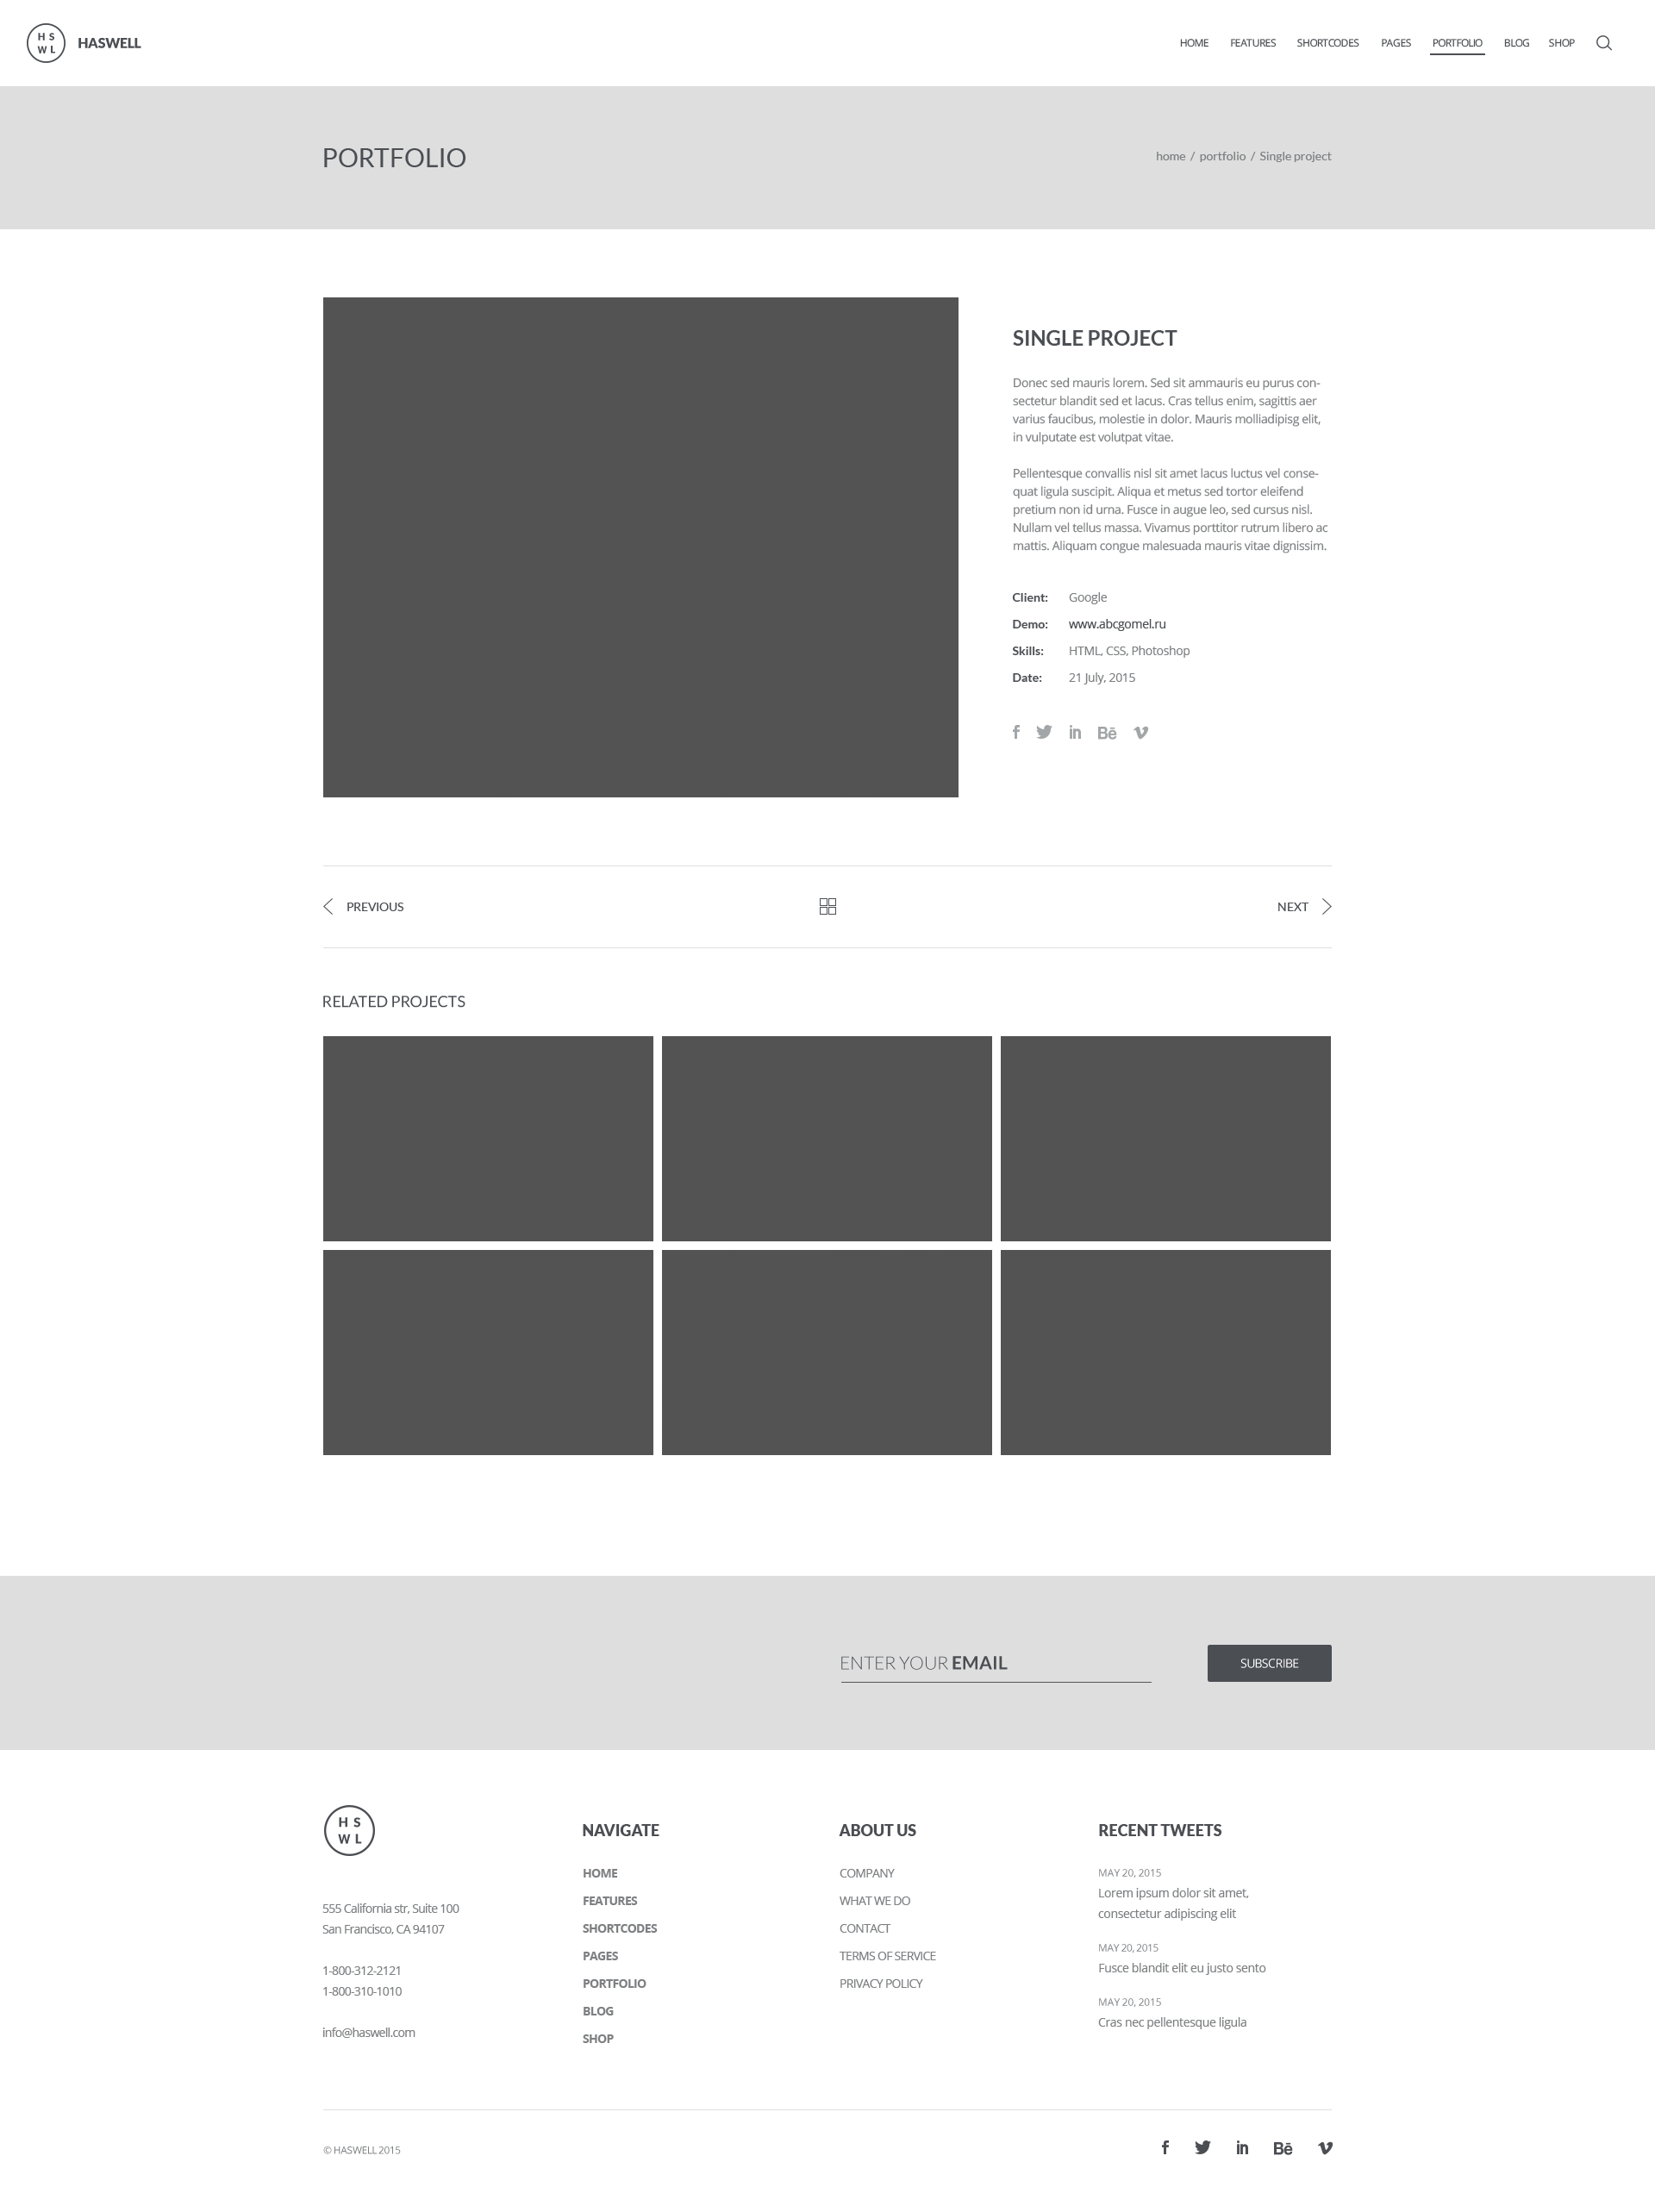 H S
W L
HASWELL
HOME FEATURES SHORTCODES PAGES PORTFOLIO BLOG SHOP
PORTFOLIO
home / portfolio / Single project
SINGLE PROJECT
Donec sed mauris lorem. Sed sit ammauris eu purus con-
sectetur blandit sed et lacus. Cras tellus enim, sagittis aer
varius faucibus, molestie in dolor. Mauris molliadipisg elit,
in vulputate est volutpat vitae.
Pellentesque convallis nisl sit amet lacus luctus vel conse-
quat ligula suscipit. Aliqua et metus sed tortor eleifend
pretium non id urna. Fusce in augue leo, sed cursus nisl.
Nullam vel tellus massa. Vivamus porttitor rutrum libero ac
mattis. Aliquam congue malesuada mauris vitae dignissim.
Client: Google
Demo: www.abcgomel.ru
Skills: HTML, CSS, Photoshop
Date: 21 July, 2015
f in Bē v
PREVIOUS
NEXT
RELATED PROJECTS
ENTER YOUR EMAIL
SUBSCRIBE
H S
W L
555 California str, Suite 100
San Francisco, CA 94107
1-800-312-2121
1-800-310-1010
info@haswell.com
NAVIGATE
HOME
FEATURES
SHORTCODES
PAGES
PORTFOLIO
BLOG
SHOP
ABOUT US
COMPANY
WHAT WE DO
CONTACT
TERMS OF SERVICE
PRIVACY POLICY
RECENT TWEETS
MAY 20, 2015
Lorem ipsum dolor sit amet,
consectetur adipiscing elit
MAY 20, 2015
Fusce blandit elit eu justo sento
MAY 20, 2015
Cras nec pellentesque ligula
© HASWELL 2015
f in Bē v